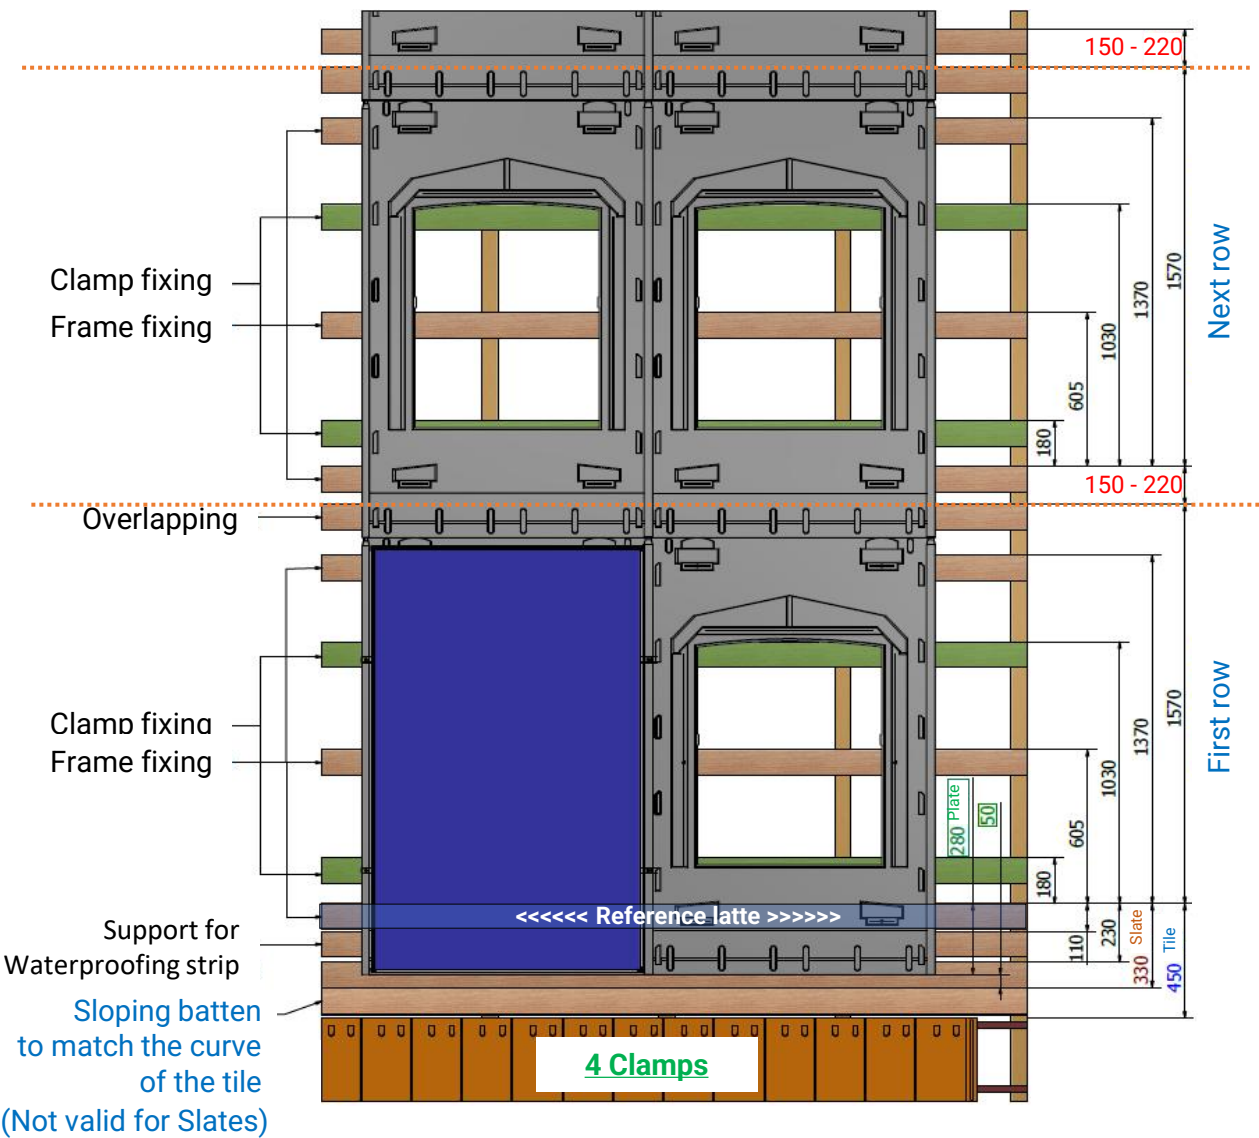 150 - 220
Clamp fixing
Frame fixing
180
605
1030
1370
1570
Next row
150 - 220
Overlapping
Clamp fixing
Frame fixing
280 Plate
50
180
605
1030
1370
1570
First row
<<<<<< Reference latte >>>>>>
Support for
Waterproofing strip
110
230
330 Slate
450 Tile
Sloping batten
to match the curve
of the tile
(Not valid for Slates)
4 Clamps